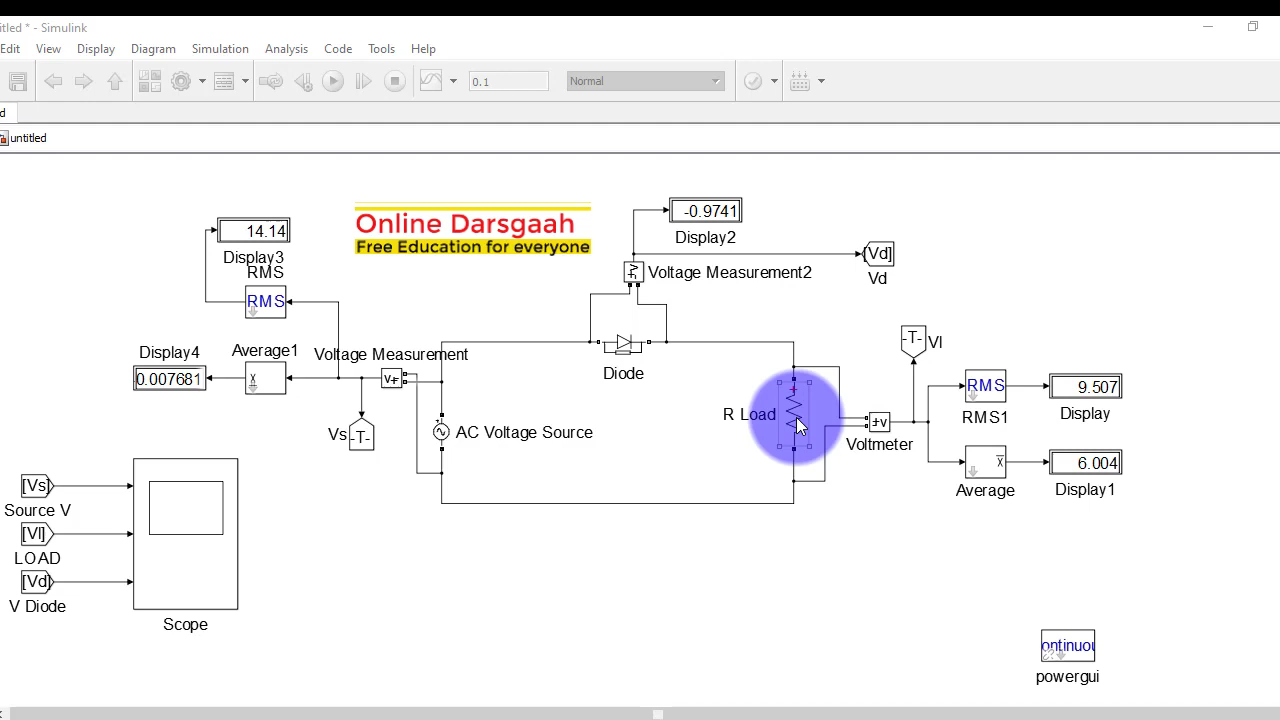 itled * - Simulink
Edit View Display Diagram Simulation Analysis Code Tools Help
0.1 Normal
d
untitled
Online Darsgaah
Free Education for everyone
14.14
Display3
RMS
RMS
-0.9741
Display2
Voltage Measurement2
[Vd]
Vd
Display4
0.007681
Average1
x
Voltage Measurement
V+
Diode
-T-
Vl
RMS
RMS1
9.507
Display
Vs
-T-
AC Voltage Source
R Load
+
+V
Voltmeter
x
Average
6.004
Display1
[Vs]
Source V
[Vl]
LOAD
[Vd]
V Diode
Scope
ontinuou
powergui